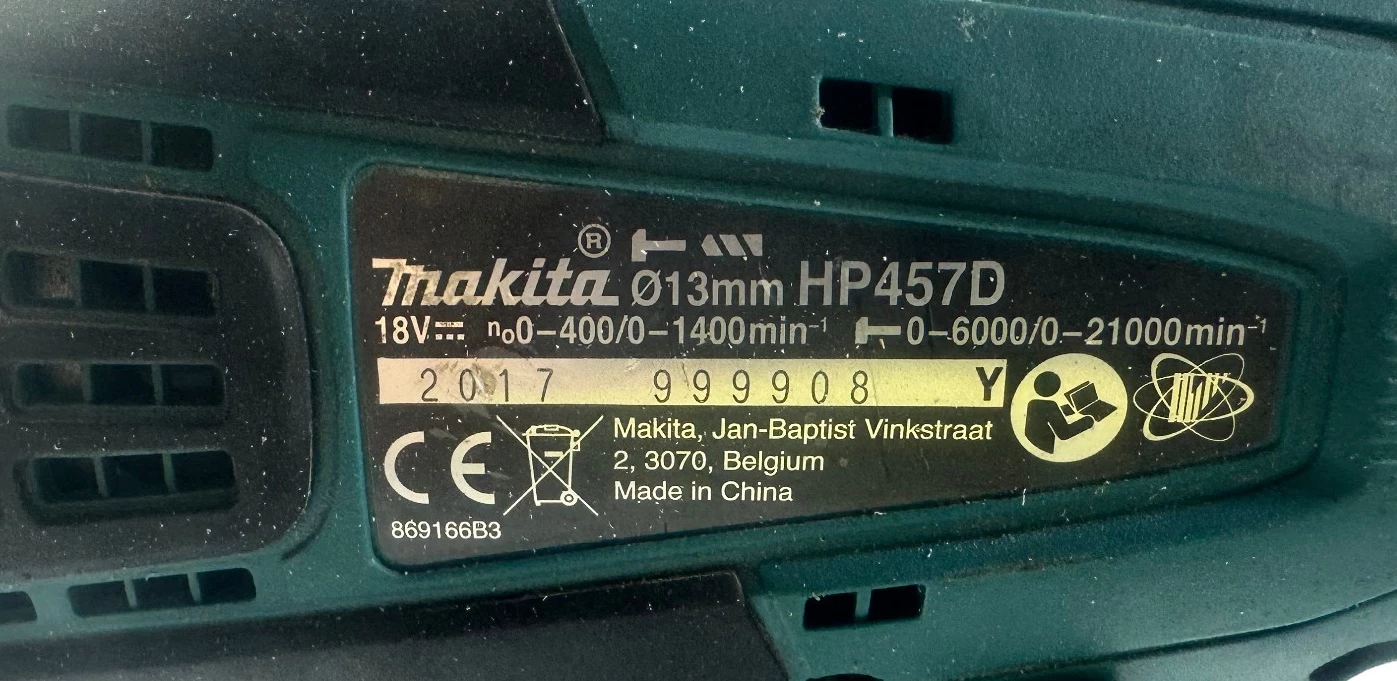 makita® Ø13mm HP457D
18V⎓ n₀0-400/0-1400min⁻¹ 0-6000/0-21000min⁻¹
2017 999908 Y
CE
Makita, Jan-Baptist Vinkstraat
2, 3070, Belgium
Made in China
869166B3